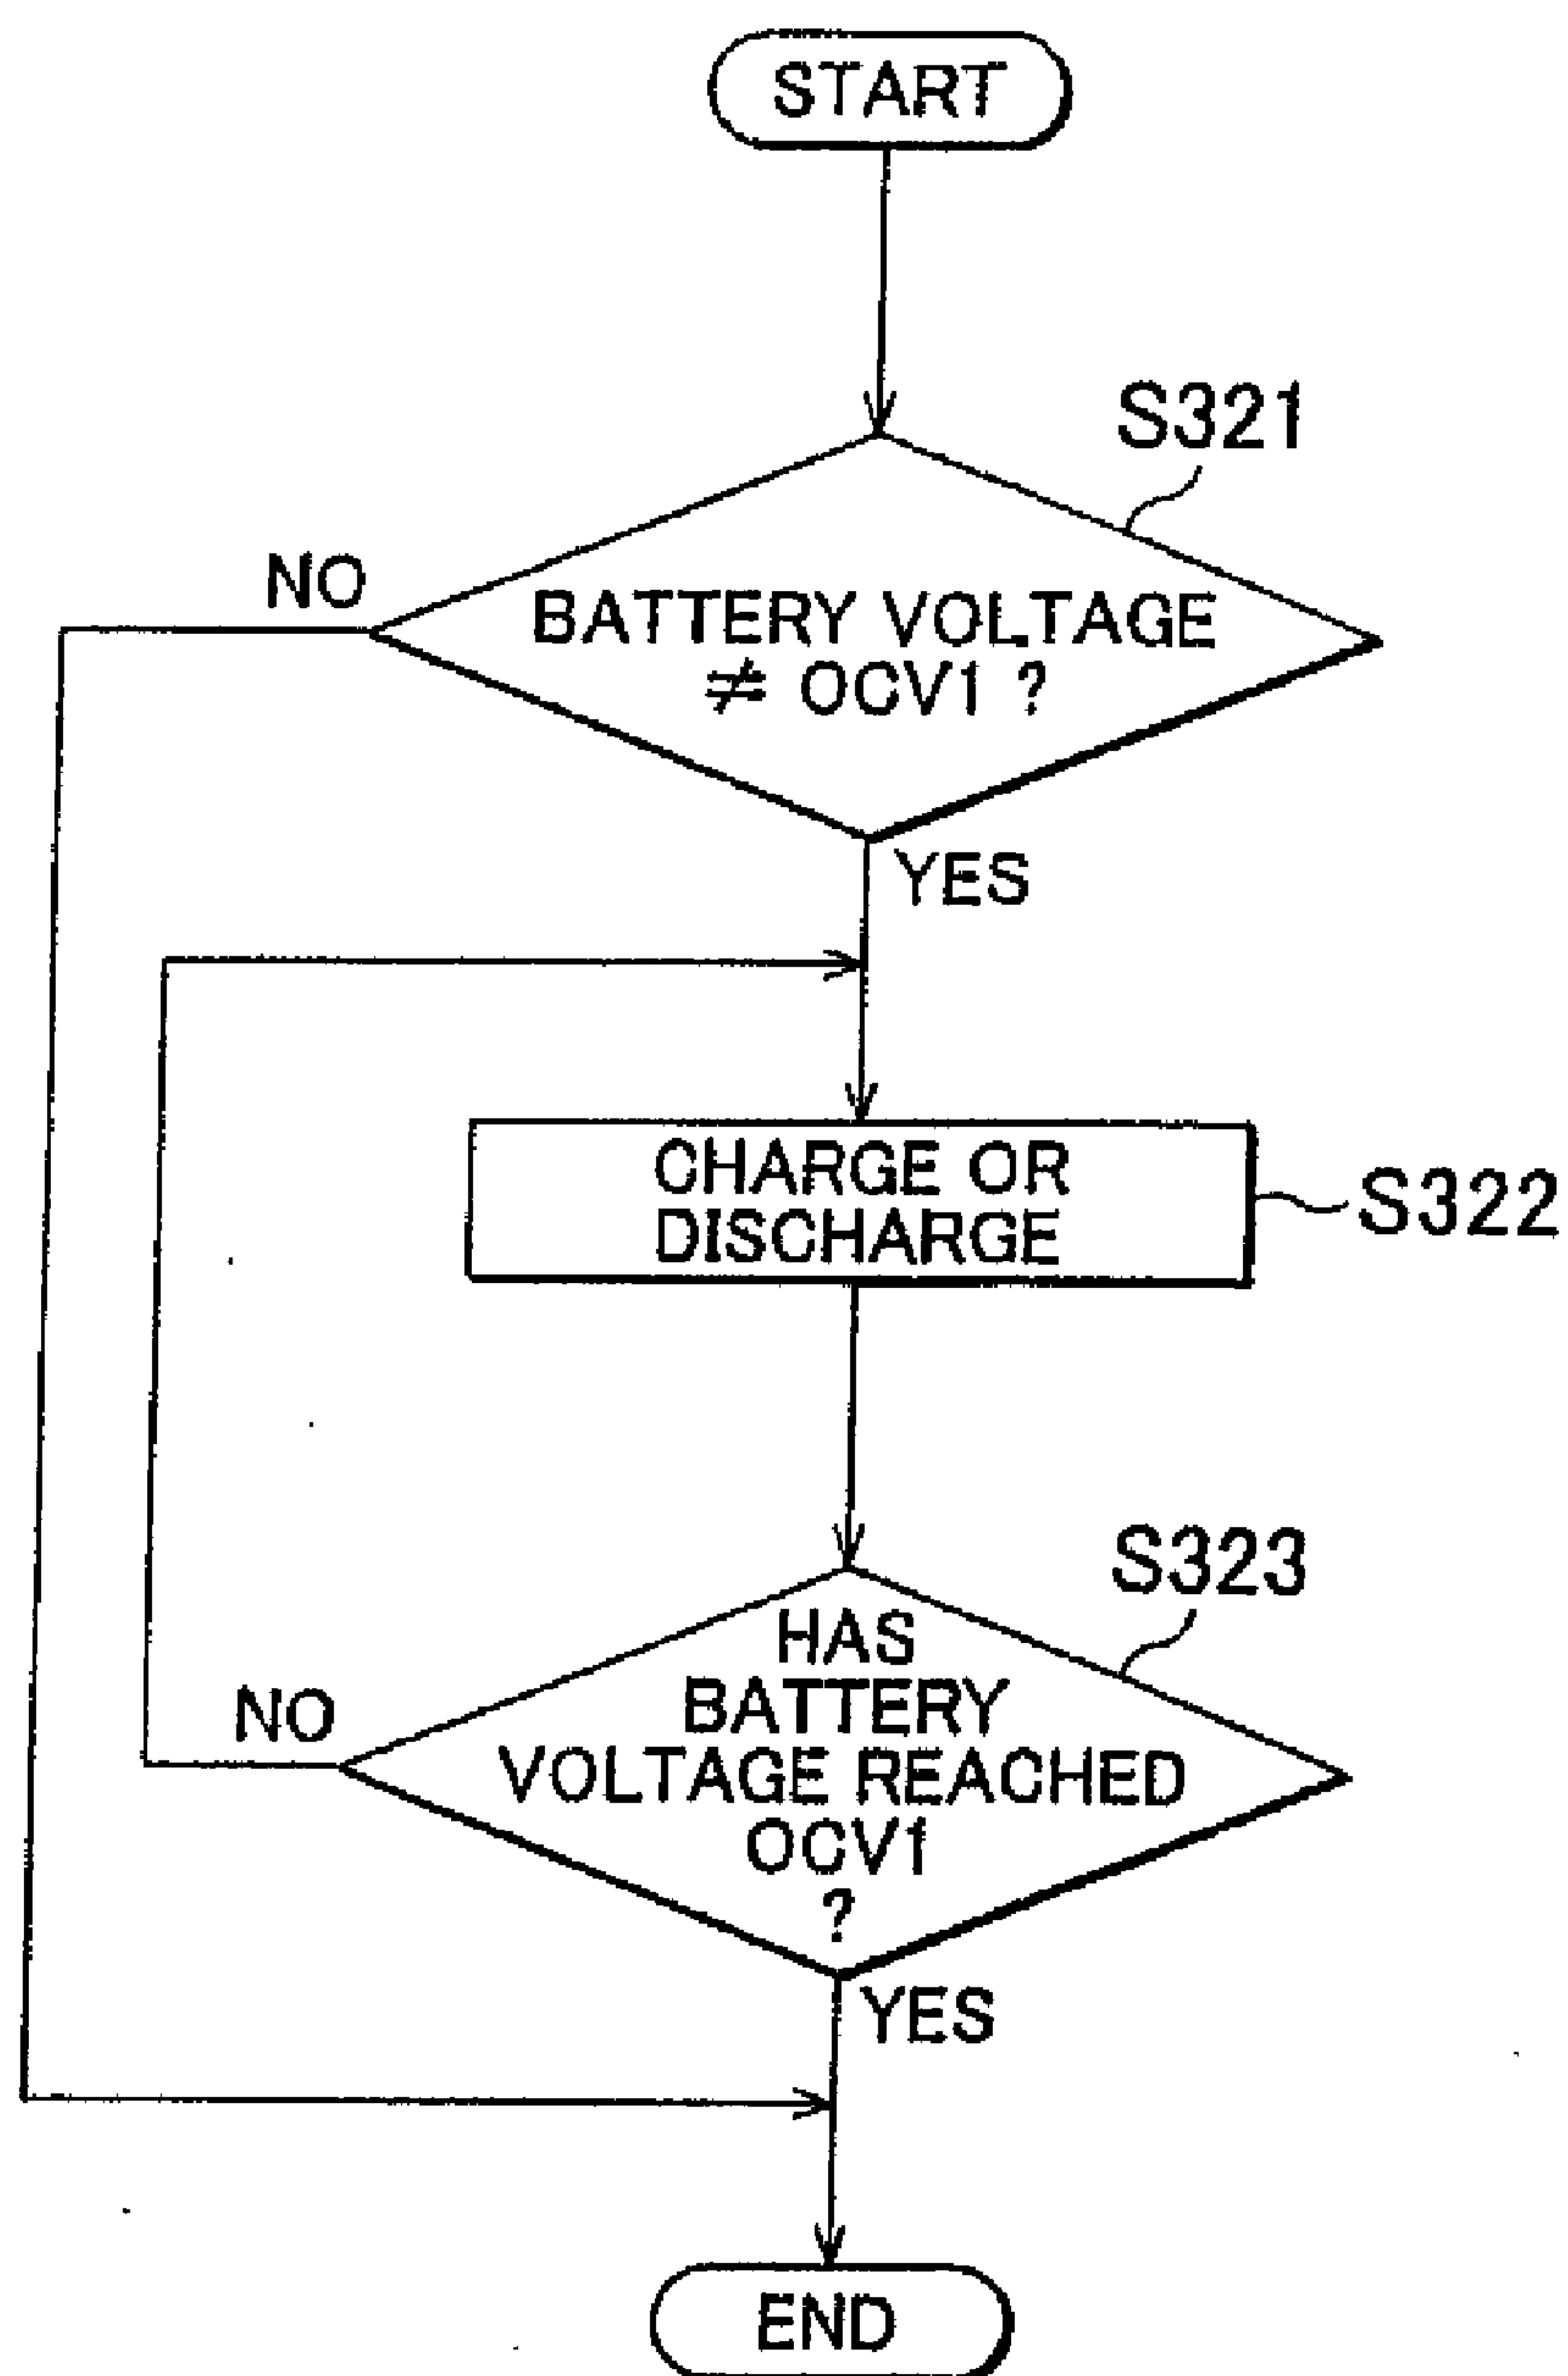 START
S321
NO
BATTERY VOLTAGE
≠ OCV1 ?
YES
CHARGE OR
DISCHARGE
S322
S323
HAS
BATTERY
VOLTAGE REACHED
OCV1
?
NO
YES
END